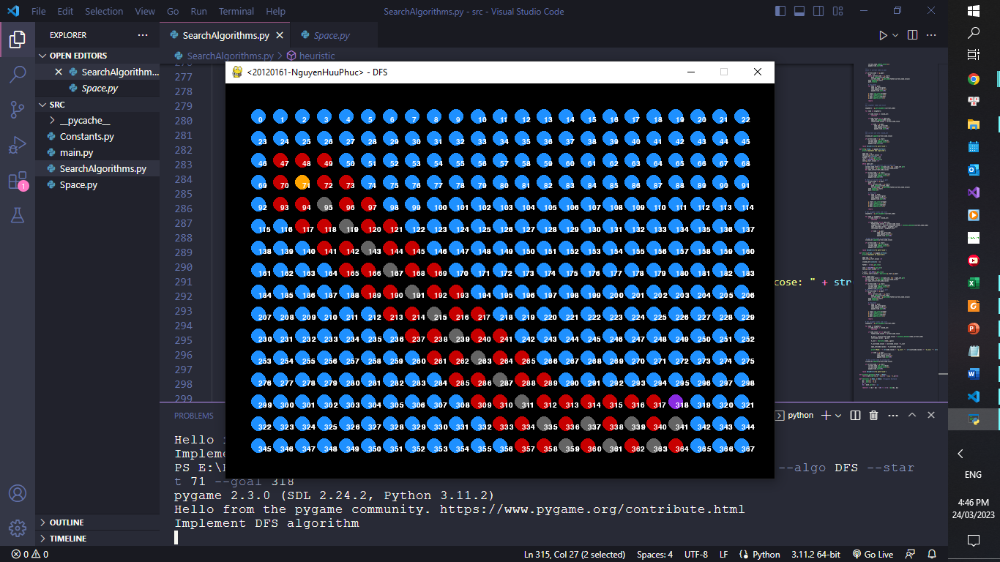 File Edit Selection View Go Run Terminal Help
SearchAlgorithms.py - src - Visual Studio Code
EXPLORER
OPEN EDITORS
SearchAlgorithm...
Space.py
SRC
__pycache__
Constants.py
main.py
SearchAlgorithms.py
Space.py
1
OUTLINE
TIMELINE
SearchAlgorithms.py
Space.py
SearchAlgorithms.py > heuristic
276
277
278
279
280
281
282
283
284
285
286
287
288
289
290
291
292
293
294
295
296
297
298
299
cose: " + str
<20120161-NguyenHuuPhuc> - DFS
0 1 2 3 4 5 6 7 8 9 10 11 12 13 14 15 16 17 18 19 20 21 22
23 24 25 26 27 28 29 30 31 32 33 34 35 36 37 38 39 40 41 42 43 44 45
46 47 48 49 50 51 52 53 54 55 56 57 58 59 60 61 62 63 64 65 66 67 68
69 70 71 72 73 74 75 76 77 78 79 80 81 82 83 84 85 86 87 88 89 90 91
92 93 94 95 96 97 98 99 100 101 102 103 104 105 106 107 108 109 110 111 112 113 114
115 116 117 118 119 120 121 122 123 124 125 126 127 128 129 130 131 132 133 134 135 136 137
138 139 140 141 142 143 144 145 146 147 148 149 150 151 152 153 154 155 156 157 158 159 160
161 162 163 164 165 166 167 168 169 170 171 172 173 174 175 176 177 178 179 180 181 182 183
184 185 186 187 188 189 190 191 192 193 194 195 196 197 198 199 200 201 202 203 204 205 206
207 208 209 210 211 212 213 214 215 216 217 218 219 220 221 222 223 224 225 226 227 228 229
230 231 232 233 234 235 236 237 238 239 240 241 242 243 244 245 246 247 248 249 250 251 252
253 254 255 256 257 258 259 260 261 262 263 264 265 266 267 268 269 270 271 272 273 274 275
276 277 278 279 280 281 282 283 284 285 286 287 288 289 290 291 292 293 294 295 296 297 298
299 300 301 302 303 304 305 306 307 308 309 310 311 312 313 314 315 316 317 318 319 320 321
322 323 324 325 326 327 328 329 330 331 332 333 334 335 336 337 338 339 340 341 342 343 344
345 346 347 348 349 350 351 352 353 354 355 356 357 358 359 360 361 362 363 364 365 366 367
PROBLEMS
python
Hello
Implemen
PS E:\ --algo DFS --star
t 71 --goal 318
pygame 2.3.0 (SDL 2.24.2, Python 3.11.2)
Hello from the pygame community. https://www.pygame.org/contribute.html
Implement DFS algorithm
0 0
Ln 315, Col 27 (2 selected) Spaces: 4 UTF-8 LF Python 3.11.2 64-bit Go Live
ENG
4:46 PM
24/03/2023